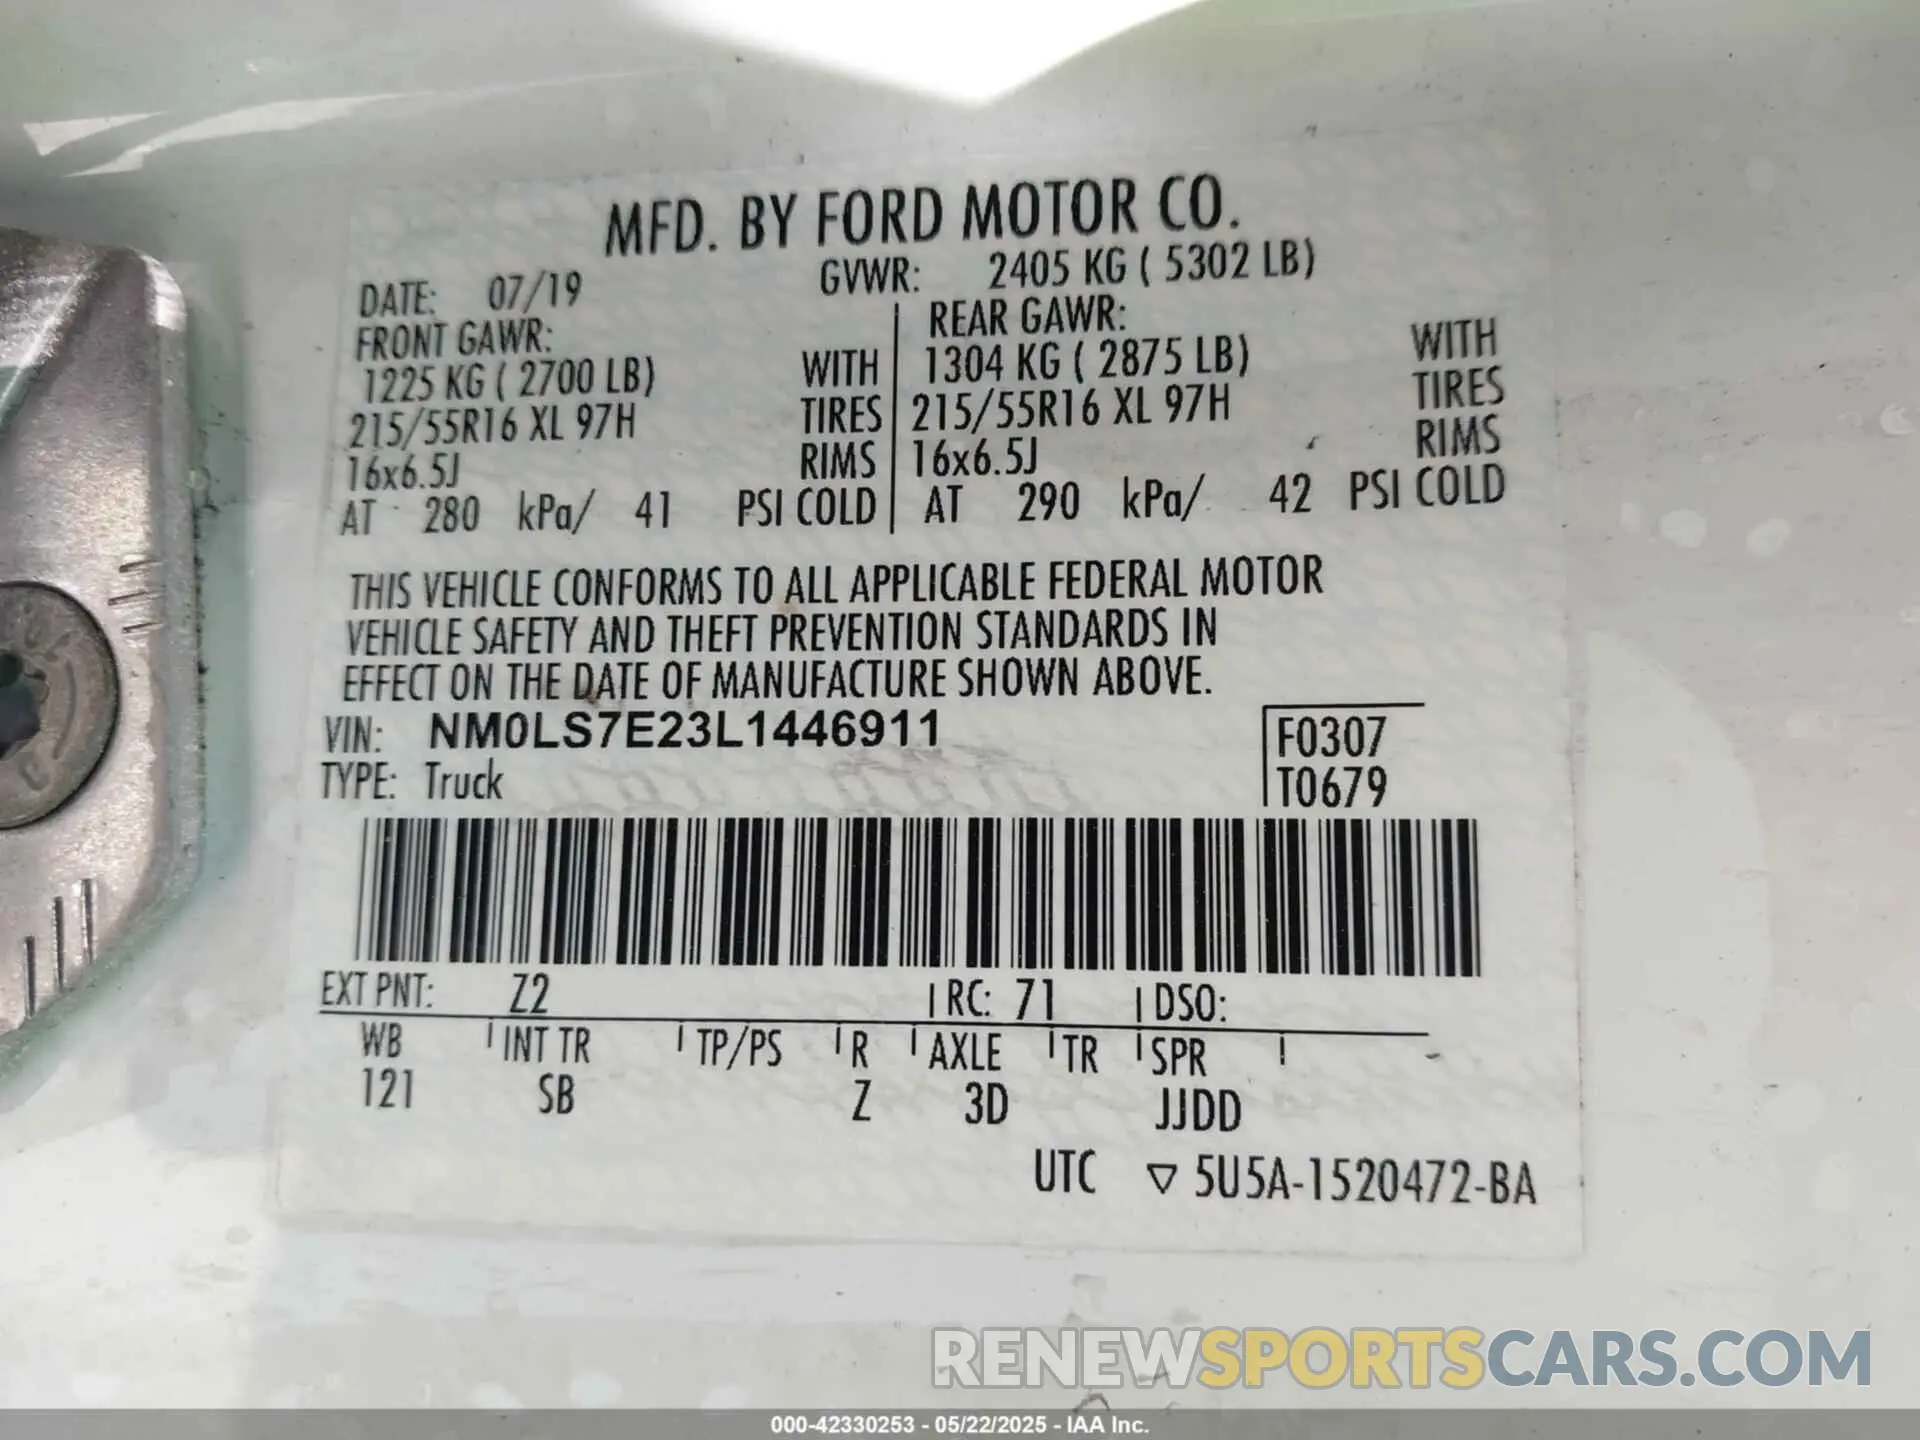 MFD. BY FORD MOTOR CO.
DATE: 07/19 GVWR: 2405 KG ( 5302 LB)
FRONT GAWR: REAR GAWR:
1225 KG ( 2700 LB) WITH 1304 KG ( 2875 LB) WITH
215/55R16 XL 97H TIRES 215/55R16 XL 97H TIRES
16x6.5J RIMS 16x6.5J RIMS
AT 280 kPa/ 41 PSI COLD AT 290 kPa/ 42 PSI COLD
THIS VEHICLE CONFORMS TO ALL APPLICABLE FEDERAL MOTOR
VEHICLE SAFETY AND THEFT PREVENTION STANDARDS IN
EFFECT ON THE DATE OF MANUFACTURE SHOWN ABOVE.
VIN: NM0LS7E23L1446911 F0307
TYPE: Truck T0679
EXT PNT: Z2 RC: 71 DSO:
WB INT TR TP/PS R AXLE TR SPR
121 SB Z 3D JJDD
UTC ▽ 5U5A-1520472-BA
RENEWSPORTSCARS.COM
000-42330253 - 05/22/2025 - IAA Inc.